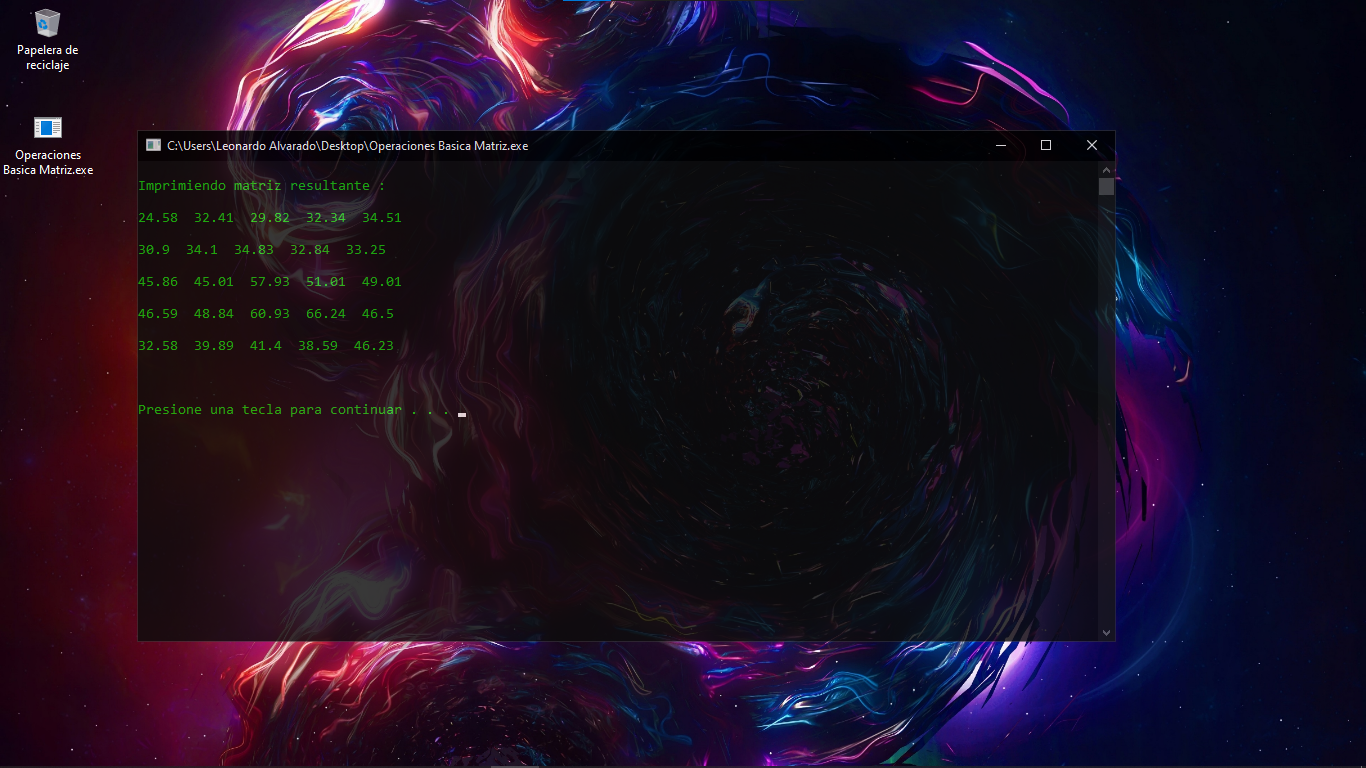 Papelera de
reciclaje
Operaciones
Basica Matriz.exe
C:\Users\Leonardo Alvarado\Desktop\Operaciones Basica Matriz.exe
Imprimiendo matriz resultante :
24.58  32.41  29.82  32.34  34.51
30.9  34.1  34.83  32.84  33.25
45.86  45.01  57.93  51.01  49.01
46.59  48.84  60.93  66.24  46.5
32.58  39.89  41.4  38.59  46.23
Presione una tecla para continuar . . .